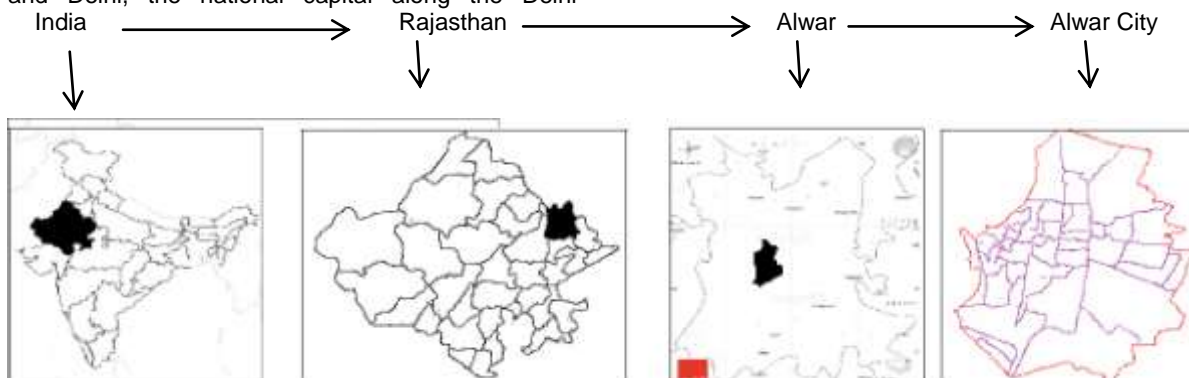 and Delhi, the national capital along the Delhi
India Rajasthan Alwar Alwar City